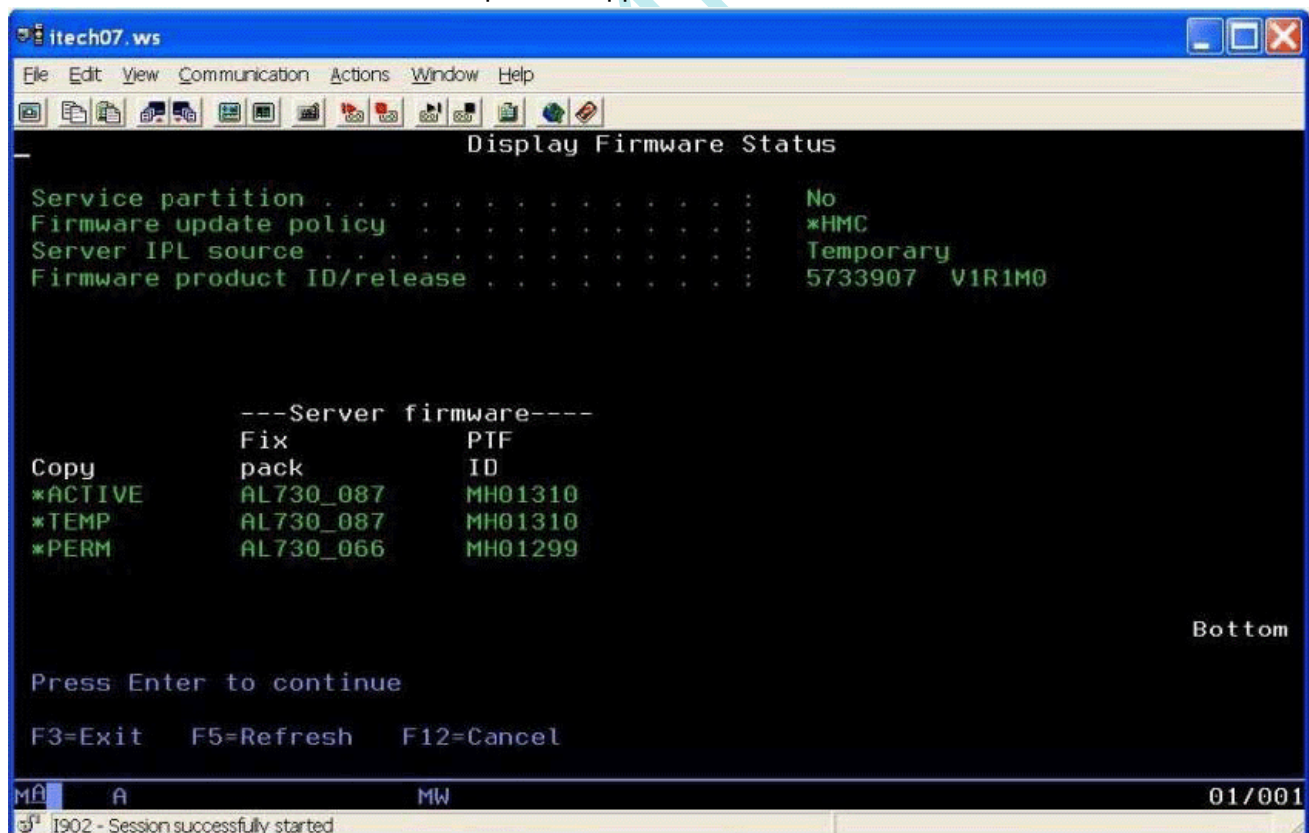 itech07.ws
File Edit View Communication Actions Window Help
Display Firmware Status
Service partition . . . . . . . . . . . . . . : No
Firmware update policy . . . . . . . . . . : *HMC
Server IPL source . . . . . . . . . . . . . . : Temporary
Firmware product ID/release . . . . . . . . : 5733907 V1R1M0
---Server firmware----
Fix PTF
Copy pack ID
*ACTIVE AL730_087 MH01310
*TEMP AL730_087 MH01310
*PERM AL730_066 MH01299
Bottom
Press Enter to continue
F3=Exit F5=Refresh F12=Cancel
MA A MW 01/001
I902 - Session successfully started